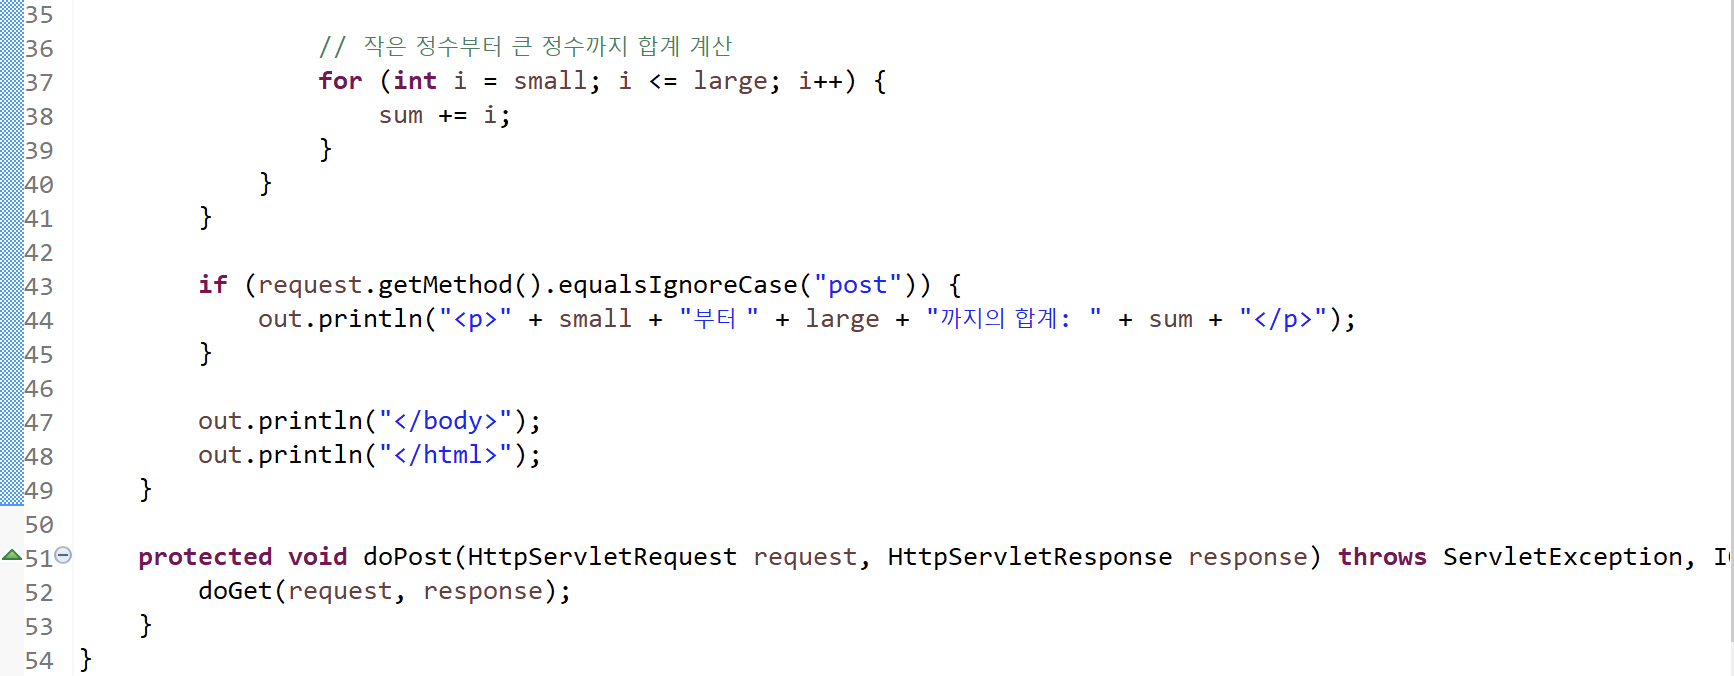 35
36 // 작은 정수부터 큰 정수까지 합계 계산
37 for (int i = small; i <= large; i++) {
38 sum += i;
39 }
40 }
41 }
42
43 if (request.getMethod().equalsIgnoreCase("post")) {
44 out.println("<p>" + small + "부터 " + large + "까지의 합계: " + sum + "</p>");
45 }
46
47 out.println("</body>");
48 out.println("</html>");
49 }
50
51 protected void doPost(HttpServletRequest request, HttpServletResponse response) throws ServletException,
52 doGet(request, response);
53 }
54 }